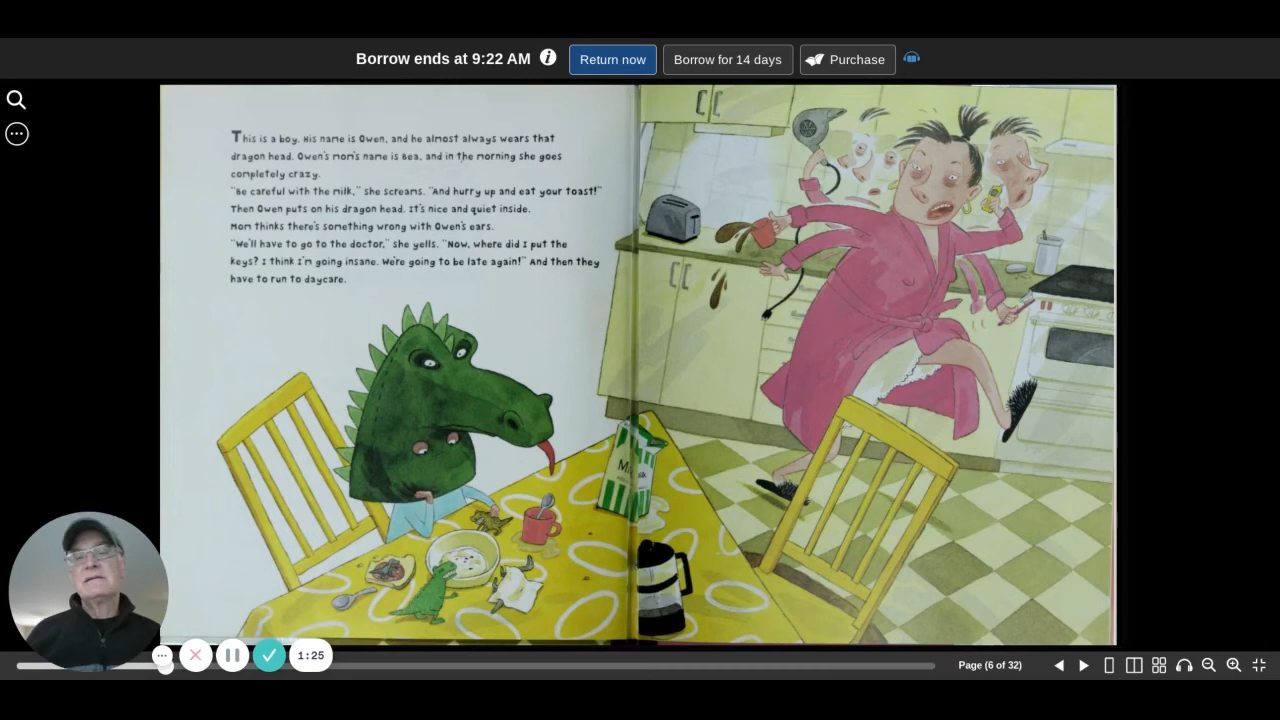 Borrow ends at 9:22 AM
Return now
Borrow for 14 days
Purchase
This is a boy. His name is Owen, and he almost always wears that
dragon head. Owen's mom's name is Bea, and in the morning she goes
completely crazy.
"Be careful with the milk," she screams. "And hurry up and eat your toast!"
Then Owen puts on his dragon head. It's nice and quiet inside.
Mom thinks there's something wrong with Owen's ears.
"We'll have to go to the doctor," she yells. "Now, where did I put the
keys? I think I'm going insane. We're going to be late again!" And then they
have to run to daycare.
1:25
Page (6 of 32)